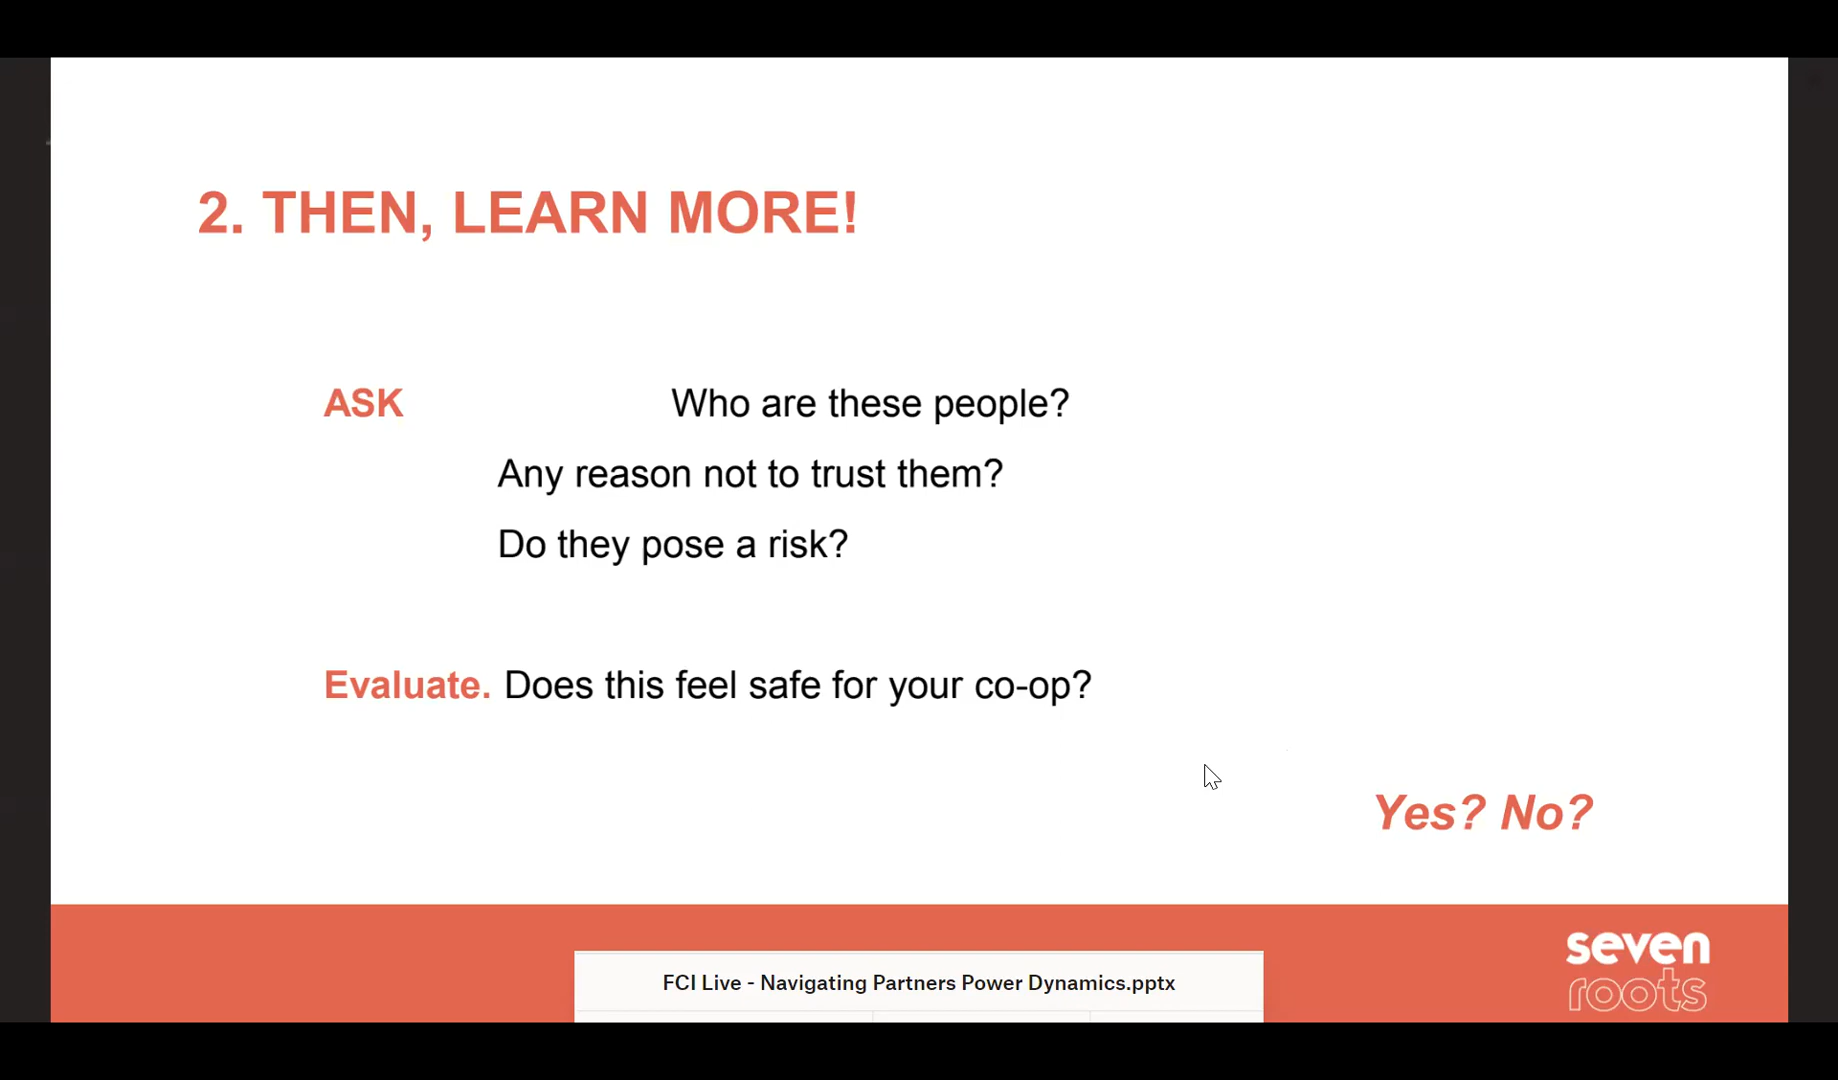 2. THEN, LEARN MORE!
ASK Who are these people?
Any reason not to trust them?
Do they pose a risk?
Evaluate. Does this feel safe for your co-op?
Yes? No?
seven
roots
FCI Live - Navigating Partners Power Dynamics.pptx